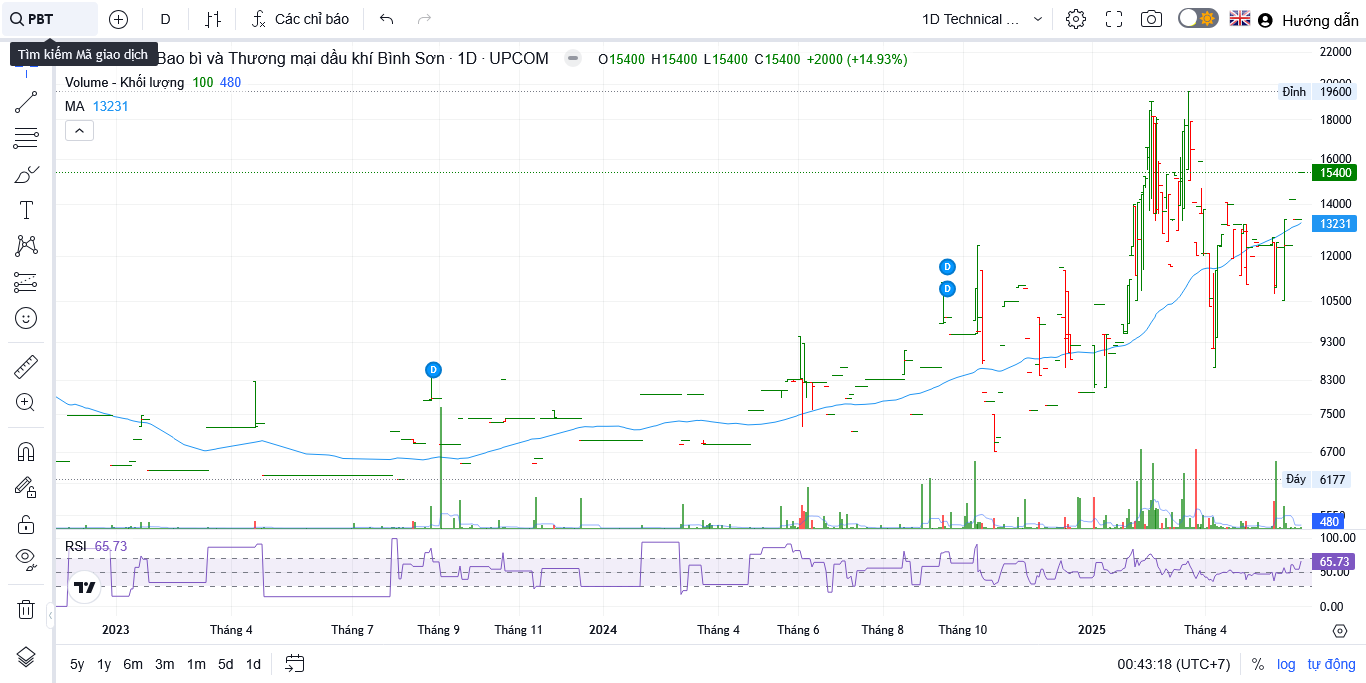 PBT
D
Các chỉ báo
1D Technical ...
Hướng dẫn
Tìm kiếm Mã giao dịch
Bao bì và Thương mại dầu khí Bình Sơn · 1D · UPCOM
O15400 H15400 L15400 C15400 +2000 (+14.93%)
Volume - Khối lượng 100 480
MA 13231
22000
20000
Đỉnh 19600
18000
16000
15400
14000
13231
12000
10500
9300
8300
7500
6700
Đáy 6177
5550
480
D
D
D
RSI 65.73
100.00
65.73
50.00
0.00
2023 Tháng 4 Tháng 7 Tháng 9 Tháng 11 2024 Tháng 4 Tháng 6 Tháng 8 Tháng 10 2025 Tháng 4
5y 1y 6m 3m 1m 5d 1d
00:43:18 (UTC+7) % log tự động